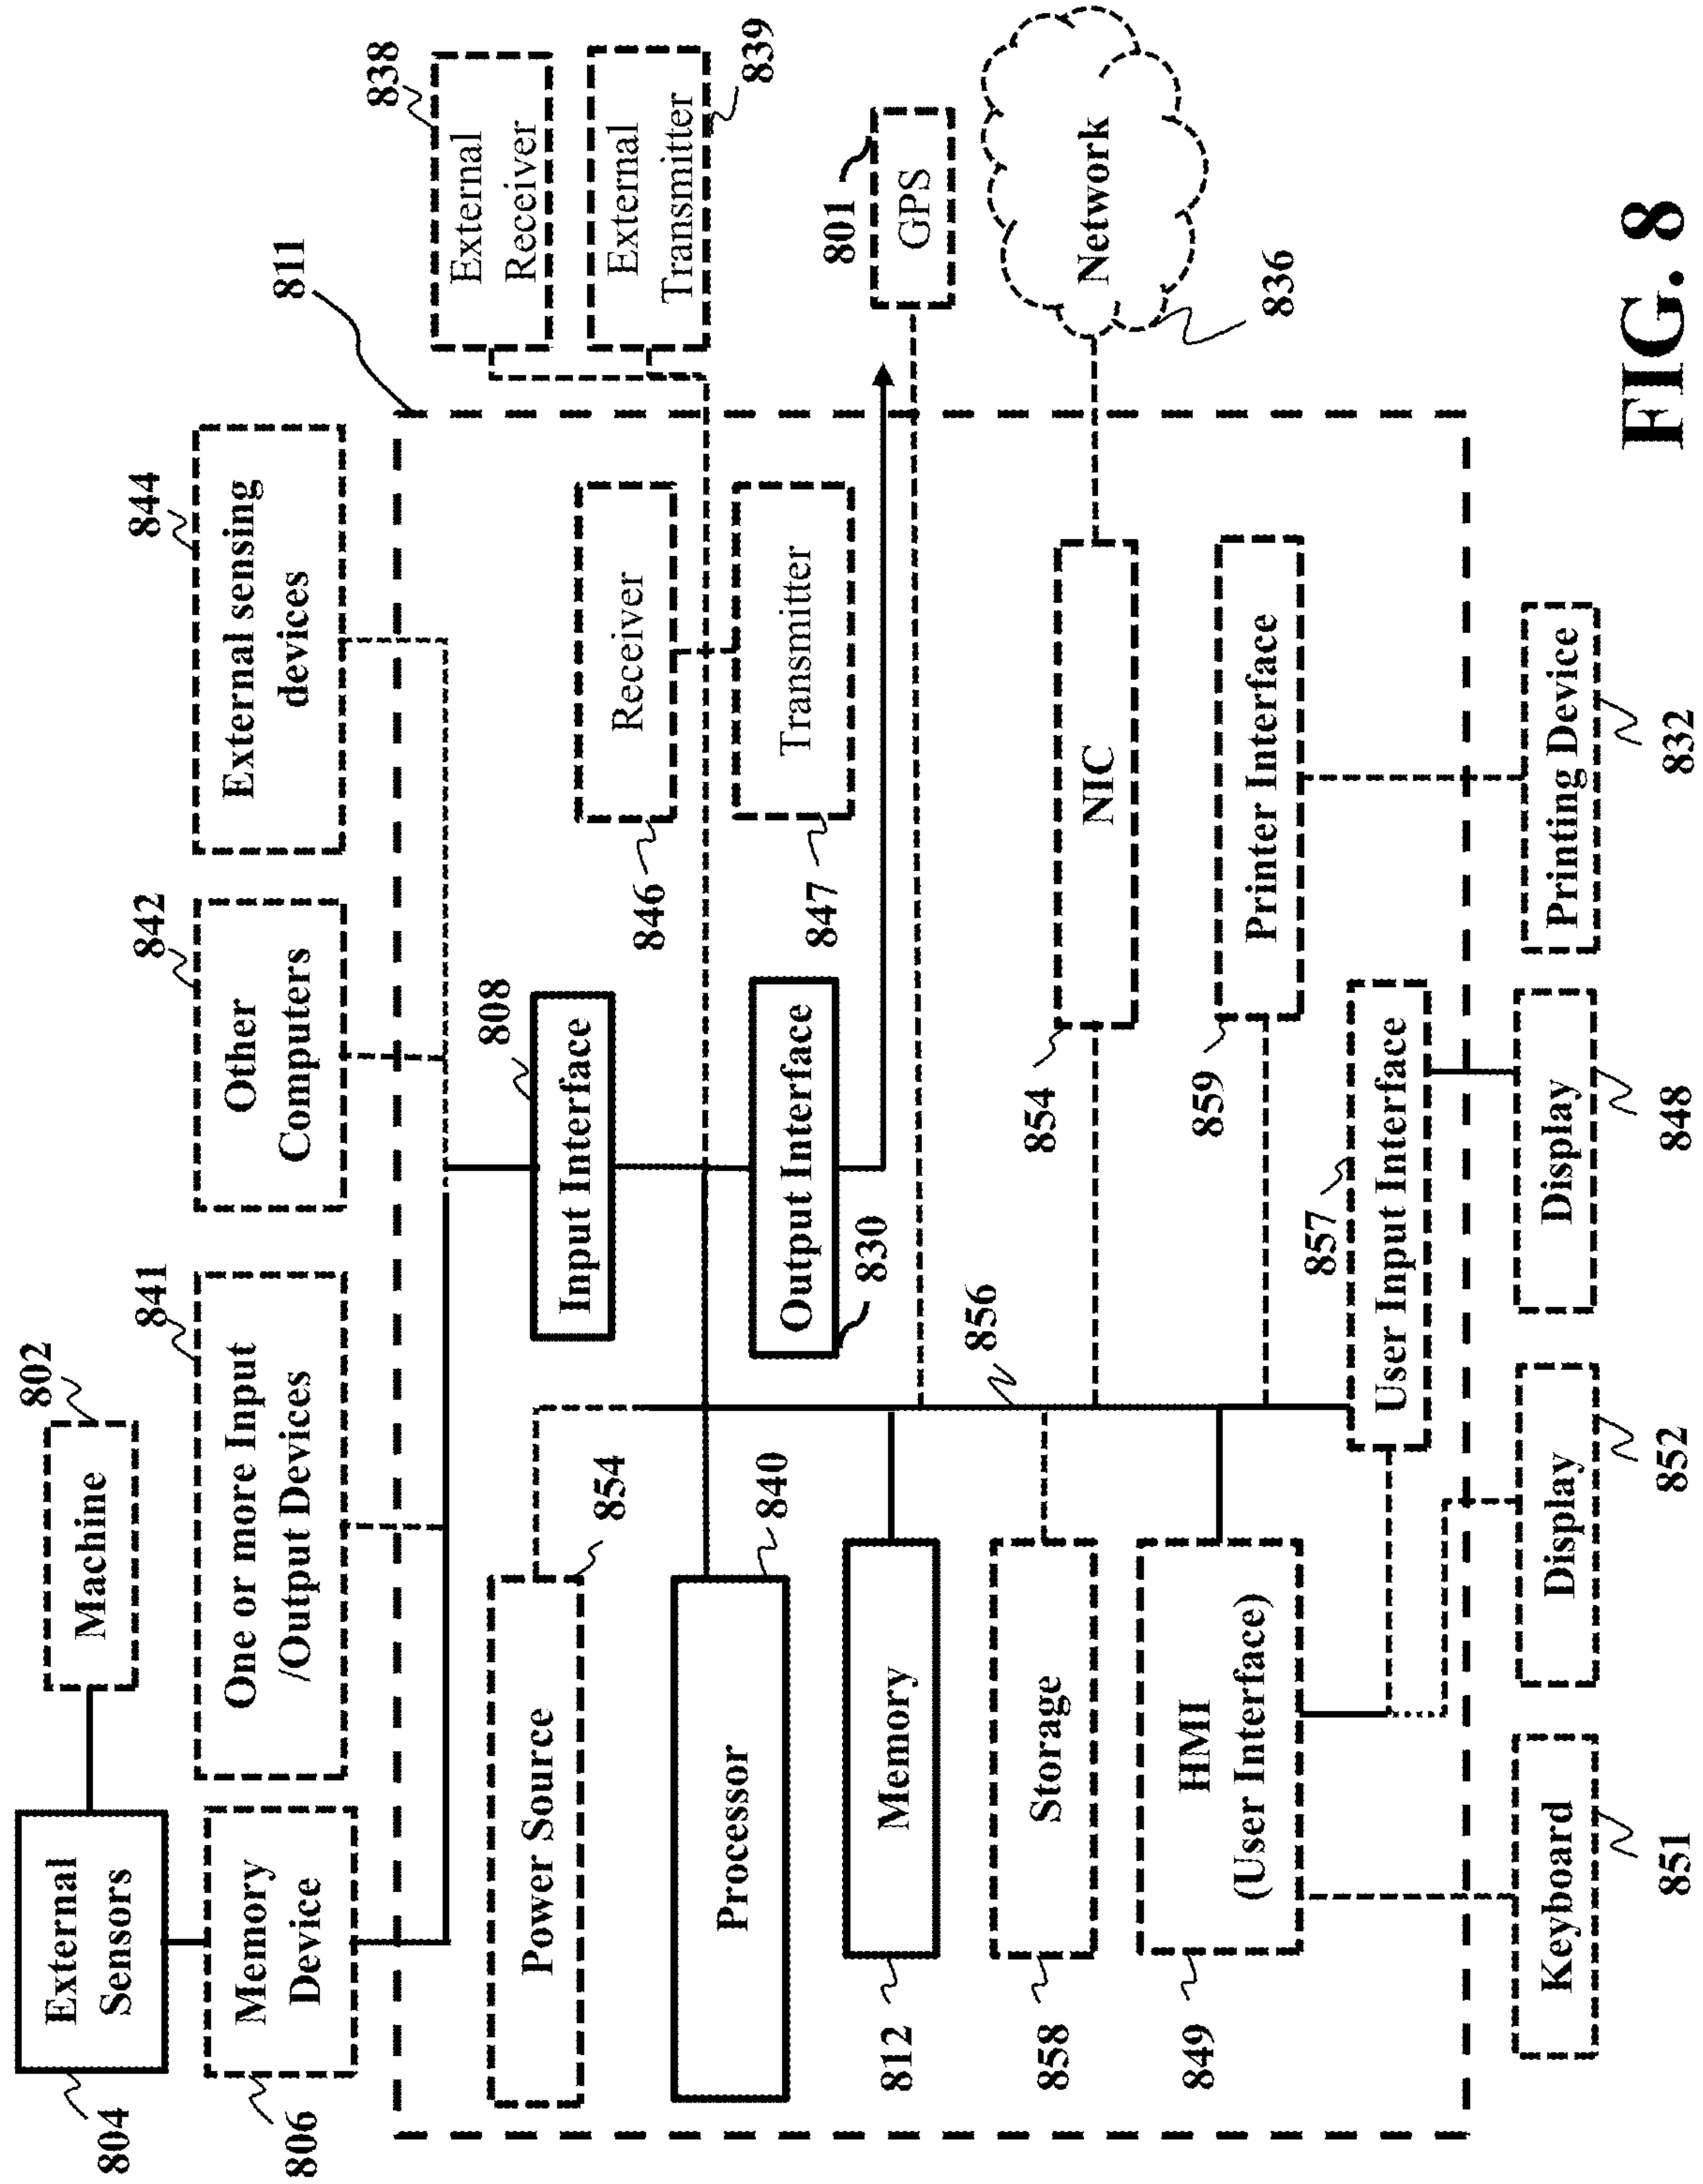 802
Machine
External
Sensors
804
841
One or more Input
/Output Devices
842
Other
Computers
844
External sensing
devices
Memory
Device
806
811
838
External
Receiver
External
Transmitter
839
808
Input Interface
Receiver
846
Power Source
854
Processor
840
Output Interface
830
Transmitter
847
801
GPS
Memory
812
856
Storage
858
854
NIC
Network
836
HMI
(User Interface)
849
859
Printer Interface
857
User Input Interface
Keyboard
851
Display
852
Display
848
Printing Device
832
FIG. 8